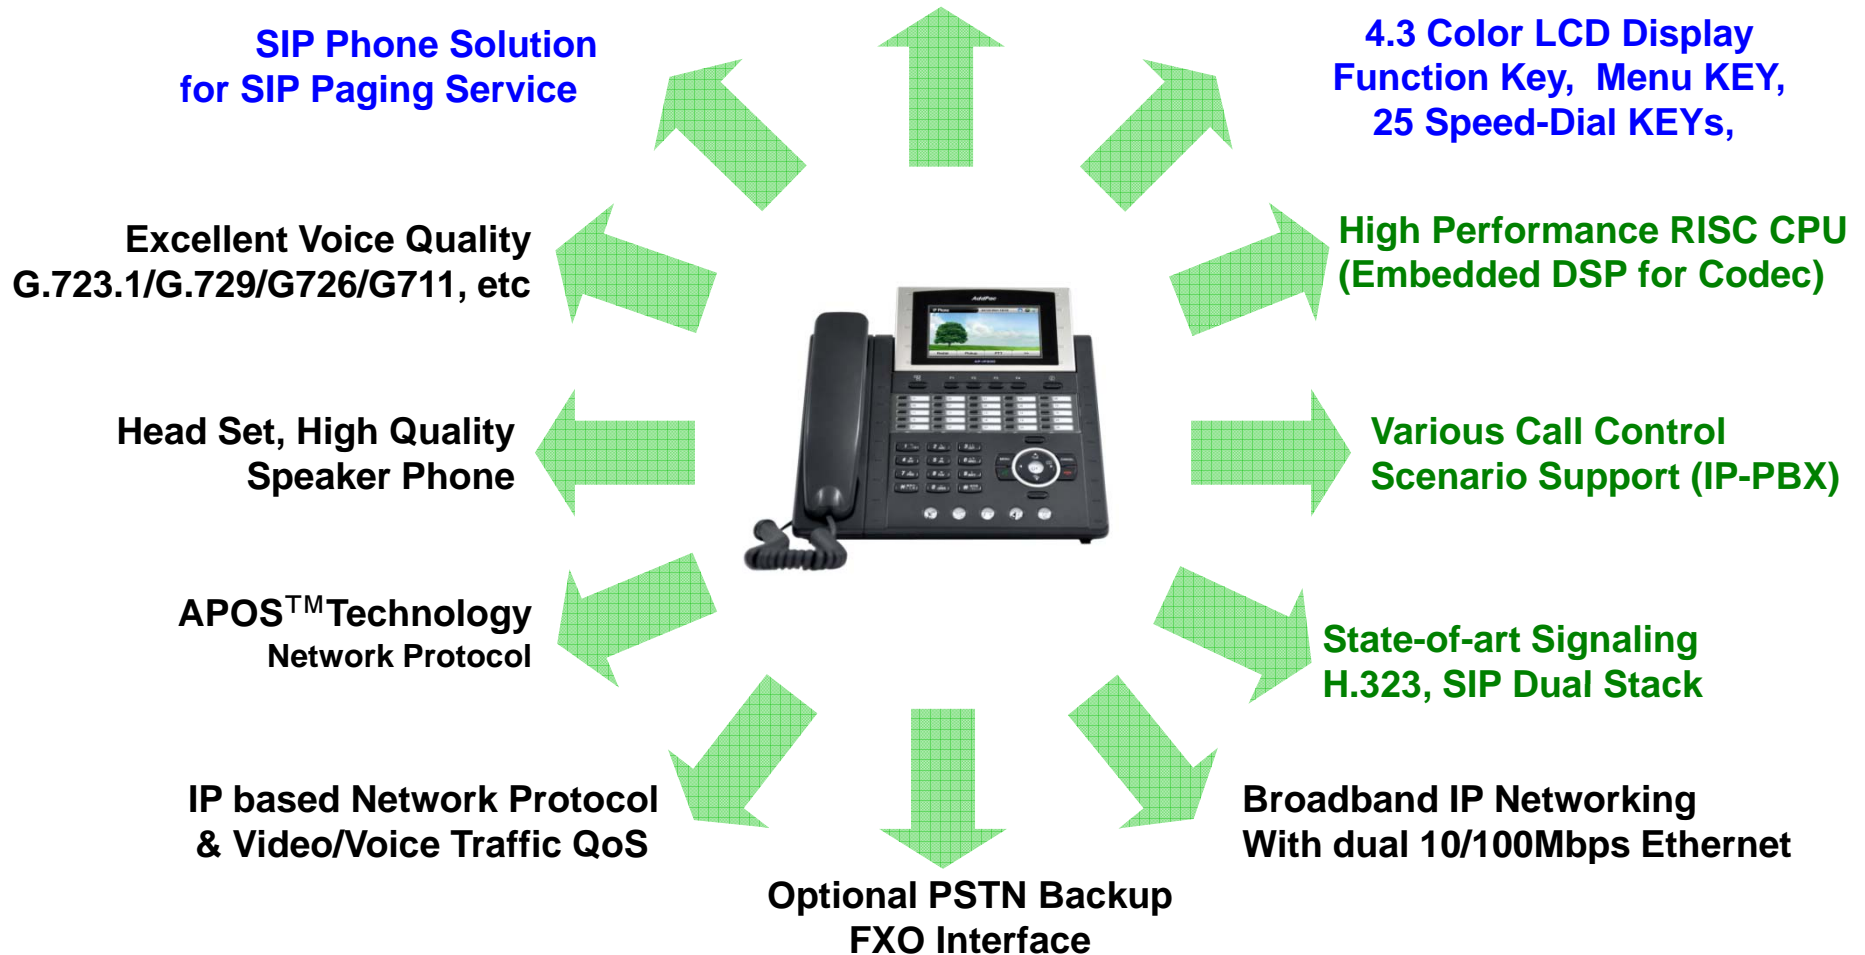 SIP Phone Solution
for SIP Paging Service
4.3 Color LCD Display
Function Key,  Menu KEY,
25 Speed-Dial KEYs,
Excellent Voice Quality
G.723.1/G.729/G726/G711, etc
High Performance RISC CPU
(Embedded DSP for Codec)
AddPac
Head Set, High Quality
Speaker Phone
Various Call Control
Scenario Support (IP-PBX)
APOS™Technology
Network Protocol
State-of-art Signaling
H.323, SIP Dual Stack
IP based Network Protocol
& Video/Voice Traffic QoS
Broadband IP Networking
With dual 10/100Mbps Ethernet
Optional PSTN Backup
FXO Interface